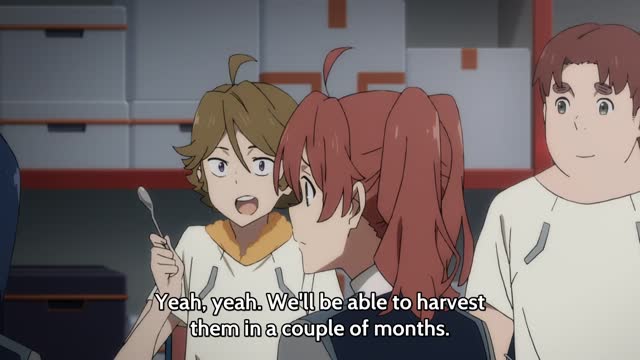 Yeah, yeah. We'll be able to harvest
them in a couple of months.